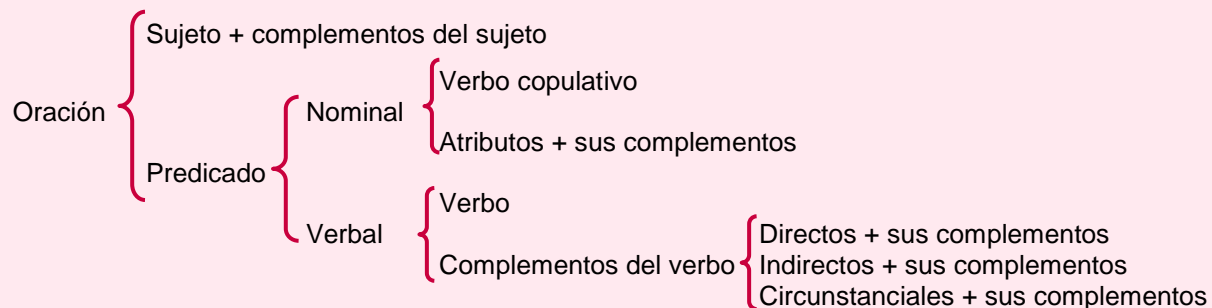 Sujeto + complementos del sujeto
Oración
Predicado
Nominal
Verbo copulativo
Atributos + sus complementos
Verbal
Verbo
Complementos del verbo
Directos + sus complementos
Indirectos + sus complementos
Circunstanciales + sus complementos